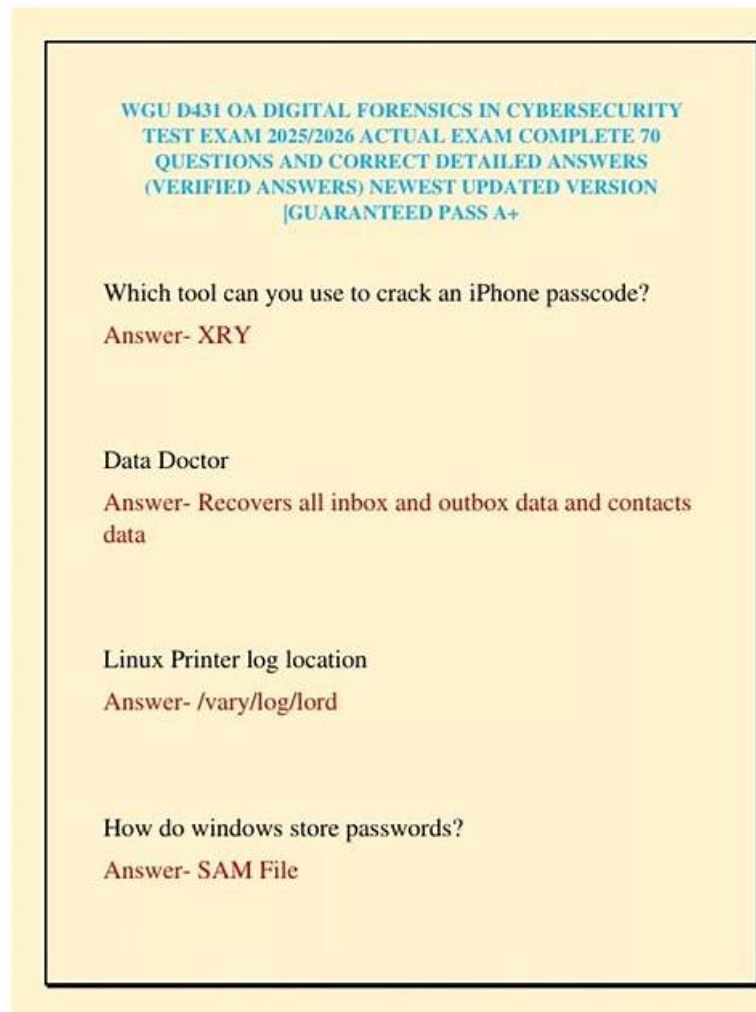 WGU D431 OA DIGITAL FORENSICS IN CYBERSECURITY
TEST EXAM 2025/2026 ACTUAL EXAM COMPLETE 70
QUESTIONS AND CORRECT DETAILED ANSWERS
(VERIFIED ANSWERS) NEWEST UPDATED VERSION
|GUARANTEED PASS A+
Which tool can you use to crack an iPhone passcode?
Answer- XRY
Data Doctor
Answer- Recovers all inbox and outbox data and contacts
data
Linux Printer log location
Answer- /vary/log/lord
How do windows store passwords?
Answer- SAM File